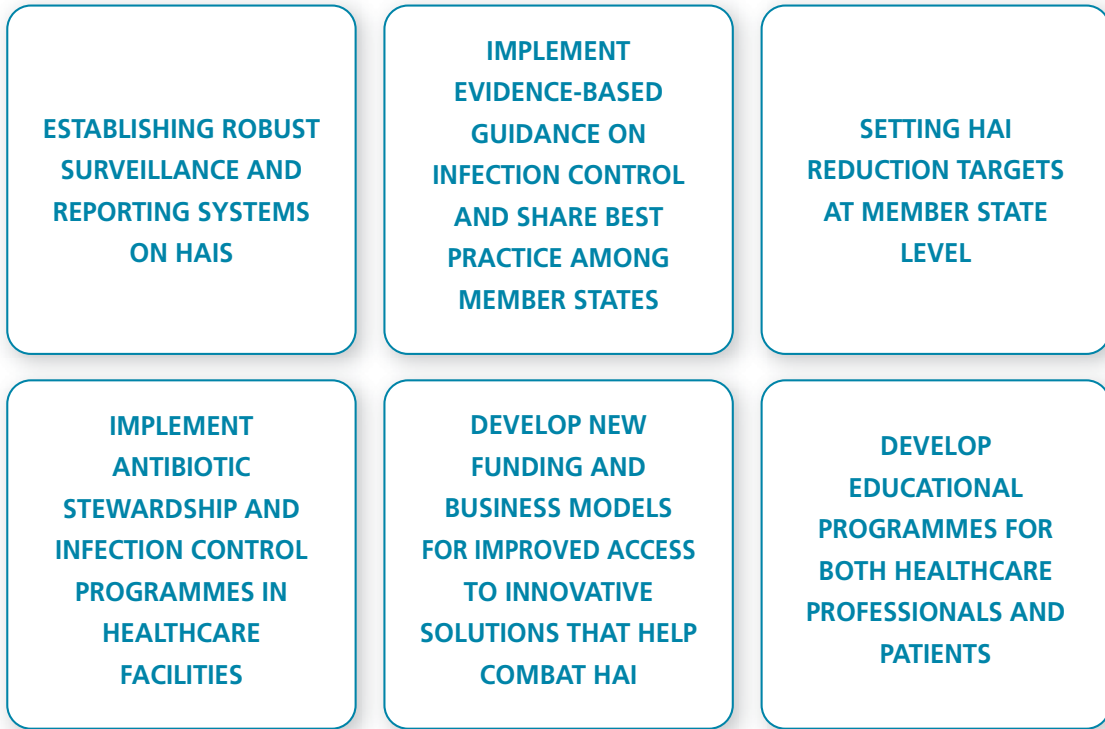 ESTABLISHING ROBUST
SURVEILLANCE AND
REPORTING SYSTEMS
ON HAIS
IMPLEMENT
EVIDENCE-BASED
GUIDANCE ON
INFECTION CONTROL
AND SHARE BEST
PRACTICE AMONG
MEMBER STATES
SETTING HAI
REDUCTION TARGETS
AT MEMBER STATE
LEVEL
IMPLEMENT
ANTIBIOTIC
STEWARDSHIP AND
INFECTION CONTROL
PROGRAMMES IN
HEALTHCARE
FACILITIES
DEVELOP NEW
FUNDING AND
BUSINESS MODELS
FOR IMPROVED ACCESS
TO INNOVATIVE
SOLUTIONS THAT HELP
COMBAT HAI
DEVELOP
EDUCATIONAL
PROGRAMMES FOR
BOTH HEALTHCARE
PROFESSIONALS AND
PATIENTS